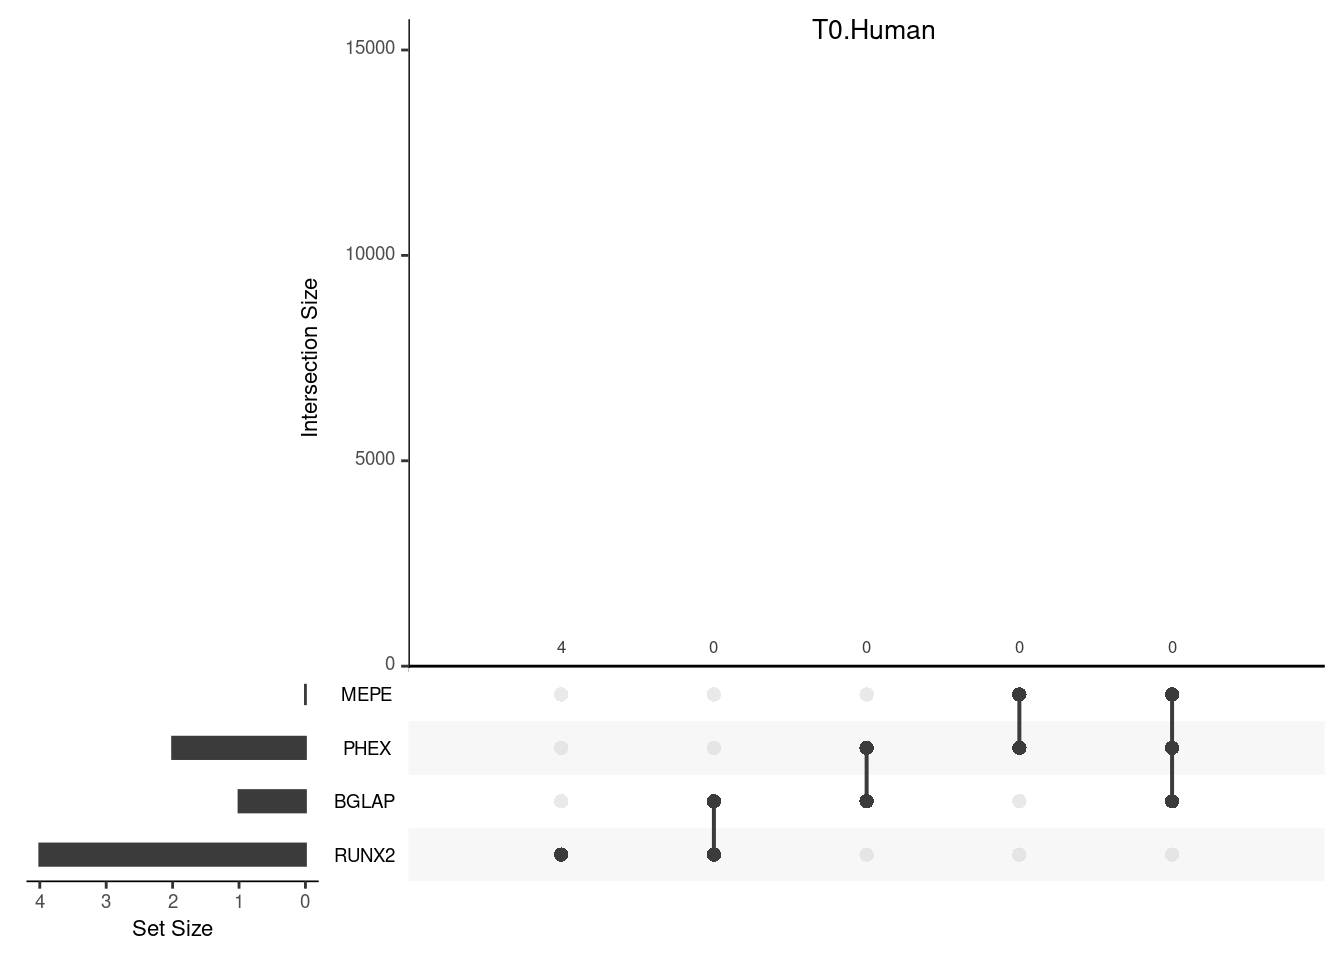 T0.Human
15000
10000
5000
0
Intersection Size
4 0 0 0 0
MEPE
PHEX
BGLAP
RUNX2
4 3 2 1 0
Set Size